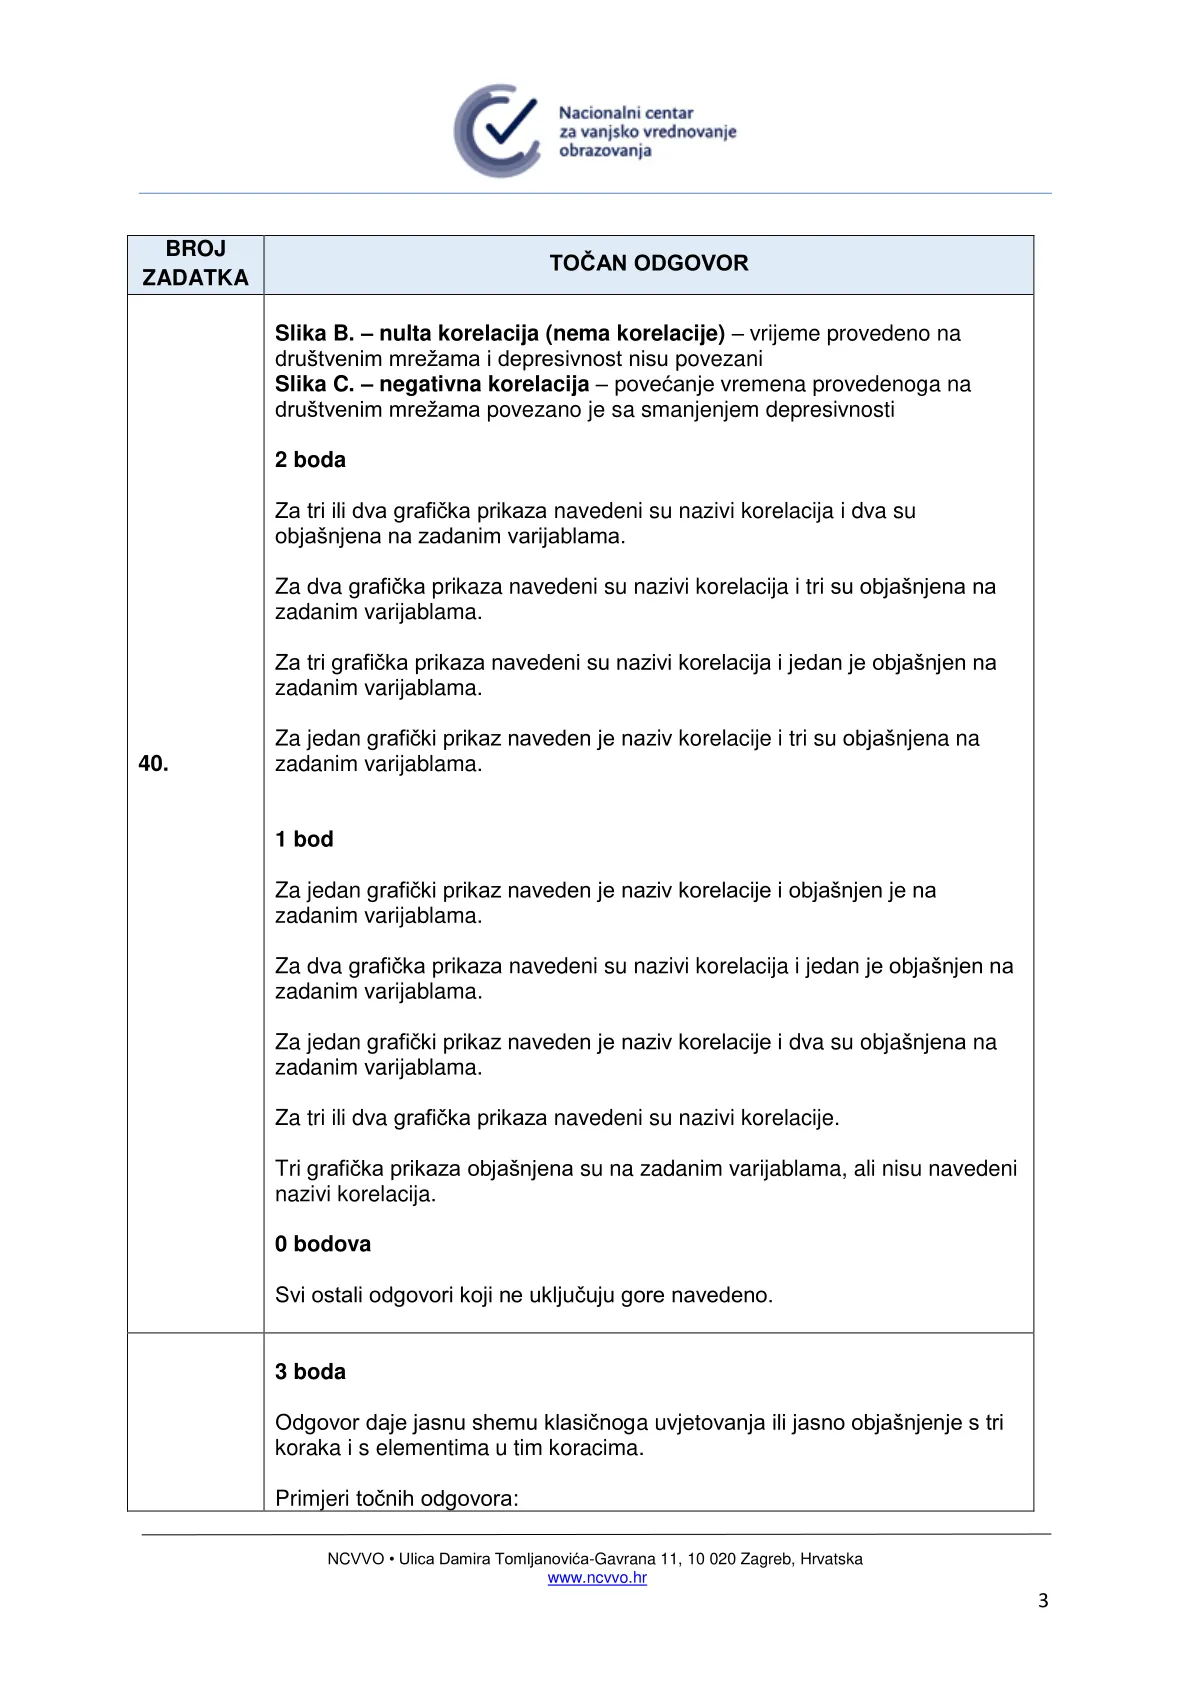 Nacionalni centar
za vanjsko vrednovanje
obrazovanja
BROJ
ZADATKA
TOČAN ODGOVOR
Slika B. – nulta korelacija (nema korelacije) – vrijeme provedeno na
društvenim mrežama i depresivnost nisu povezani
Slika C. – negativna korelacija – povećanje vremena provedenoga na
društvenim mrežama povezano je sa smanjenjem depresivnosti
2 boda
Za tri ili dva grafička prikaza navedeni su nazivi korelacija i dva su
objašnjena na zadanim varijablama.
Za dva grafička prikaza navedeni su nazivi korelacija i tri su objašnjena na
zadanim varijablama.
Za tri grafička prikaza navedeni su nazivi korelacija i jedan je objašnjen na
zadanim varijablama.
Za jedan grafički prikaz naveden je naziv korelacije i tri su objašnjena na
zadanim varijablama.
40.
1 bod
Za jedan grafički prikaz naveden je naziv korelacije i objašnjen je na
zadanim varijablama.
Za dva grafička prikaza navedeni su nazivi korelacija i jedan je objašnjen na
zadanim varijablama.
Za jedan grafički prikaz naveden je naziv korelacije i dva su objašnjena na
zadanim varijablama.
Za tri ili dva grafička prikaza navedeni su nazivi korelacije.
Tri grafička prikaza objašnjena su na zadanim varijablama, ali nisu navedeni
nazivi korelacija.
0 bodova
Svi ostali odgovori koji ne uključuju gore navedeno.
3 boda
Odgovor daje jasnu shemu klasičnoga uvjetovanja ili jasno objašnjenje s tri
koraka i s elementima u tim koracima.
Primjeri točnih odgovora:
NCVVO • Ulica Damira Tomljanovića-Gavrana 11, 10 020 Zagreb, Hrvatska
www.ncvvo.hr
3